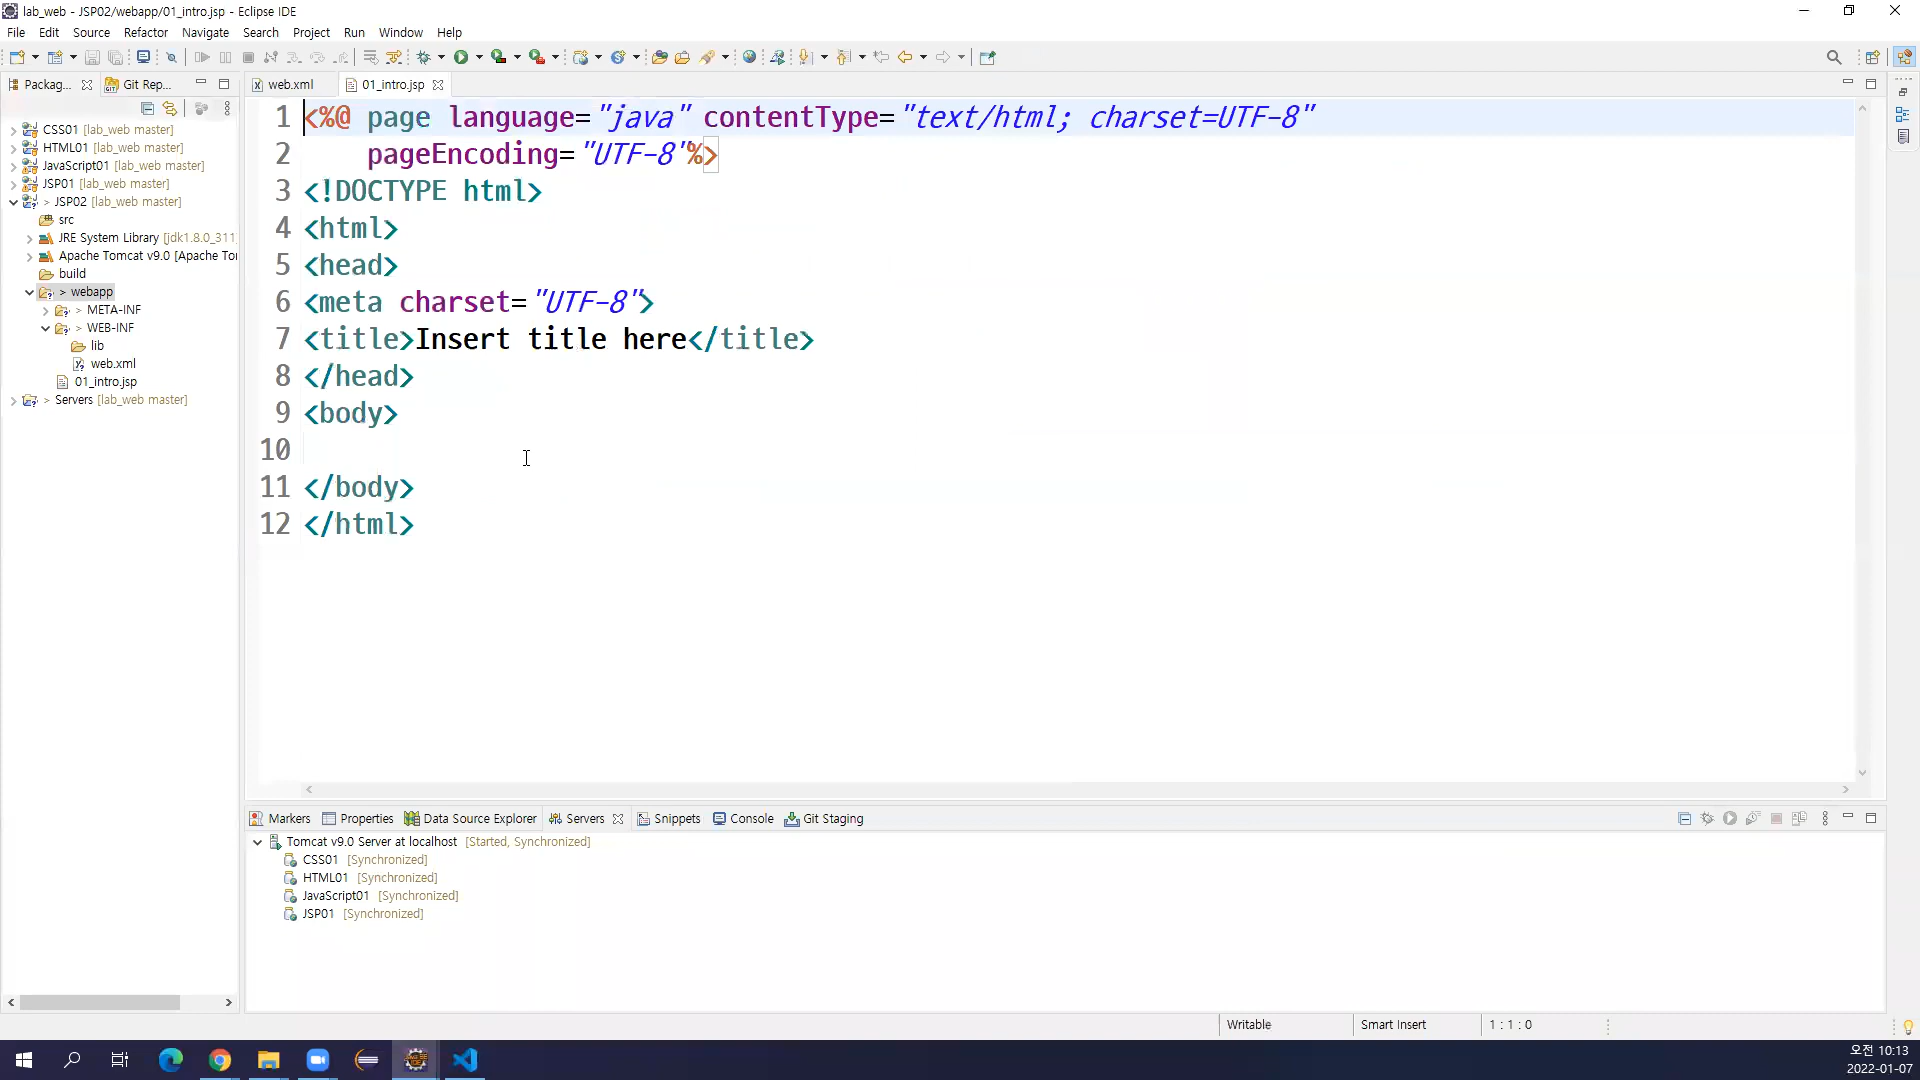 lab_web - JSP02/webapp/01_intro.jsp - Eclipse IDE
File Edit Source Refactor Navigate Search Project Run Window Help
Packag... Git Rep...
CSS01 [lab_web master]
HTML01 [lab_web master]
JavaScript01 [lab_web master]
JSP01 [lab_web master]
> JSP02 [lab_web master]
src
JRE System Library [jdk1.8.0_311]
Apache Tomcat v9.0 [Apache To
build
> webapp
> META-INF
> WEB-INF
lib
web.xml
01_intro.jsp
> Servers [lab_web master]
web.xml 01_intro.jsp
1 <%@ page language="java" contentType="text/html; charset=UTF-8"
2 pageEncoding="UTF-8"%>
3 <!DOCTYPE html>
4 <html>
5 <head>
6 <meta charset="UTF-8">
7 <title>Insert title here</title>
8 </head>
9 <body>
10
11 </body>
12 </html>
Markers Properties Data Source Explorer Servers Snippets Console Git Staging
Tomcat v9.0 Server at localhost [Started, Synchronized]
CSS01 [Synchronized]
HTML01 [Synchronized]
JavaScript01 [Synchronized]
JSP01 [Synchronized]
Writable Smart Insert 1 : 1 : 0
오전 10:13
2022-01-07